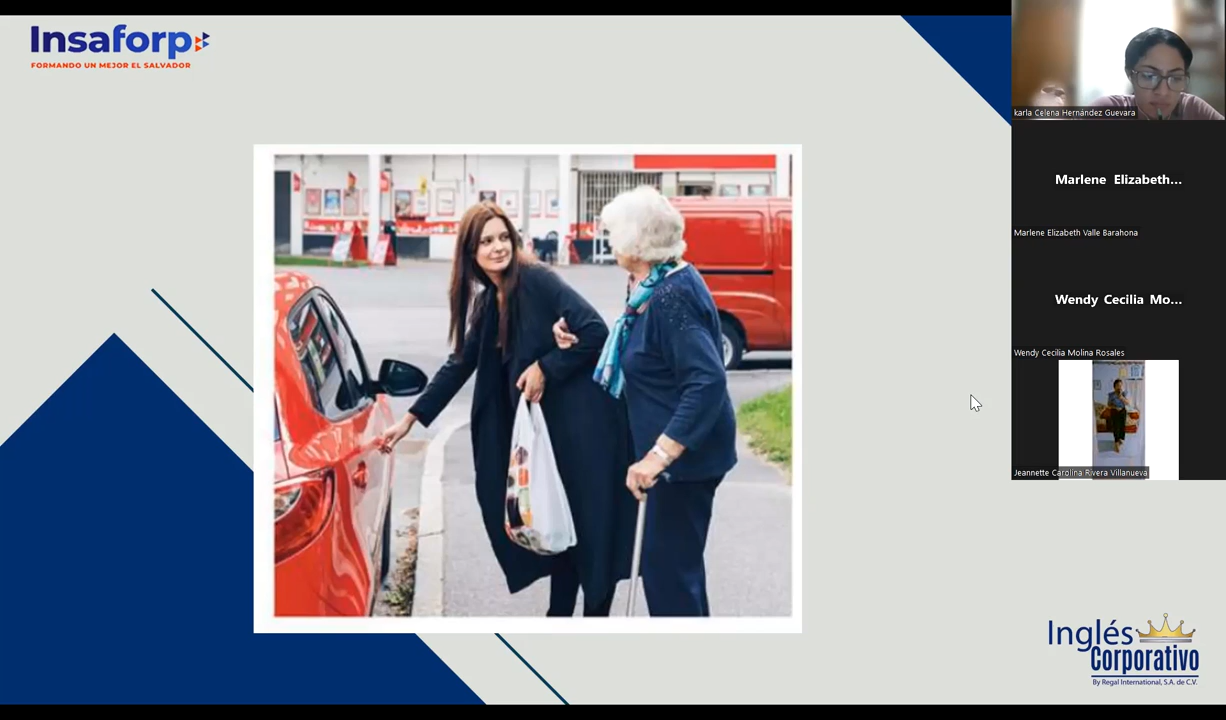 Insaforp
FORMANDO UN MEJOR EL SALVADOR
karla Celena Hernández Guevara
Marlene Elizabeth...
Marlene Elizabeth Valle Barahona
Wendy Cecilia Mo...
Wendy Cecilia Molina Rosales
Jeannette Carolina Rivera Villanueva
Inglés
Corporativo
By Regal International, S.A. de C.V.